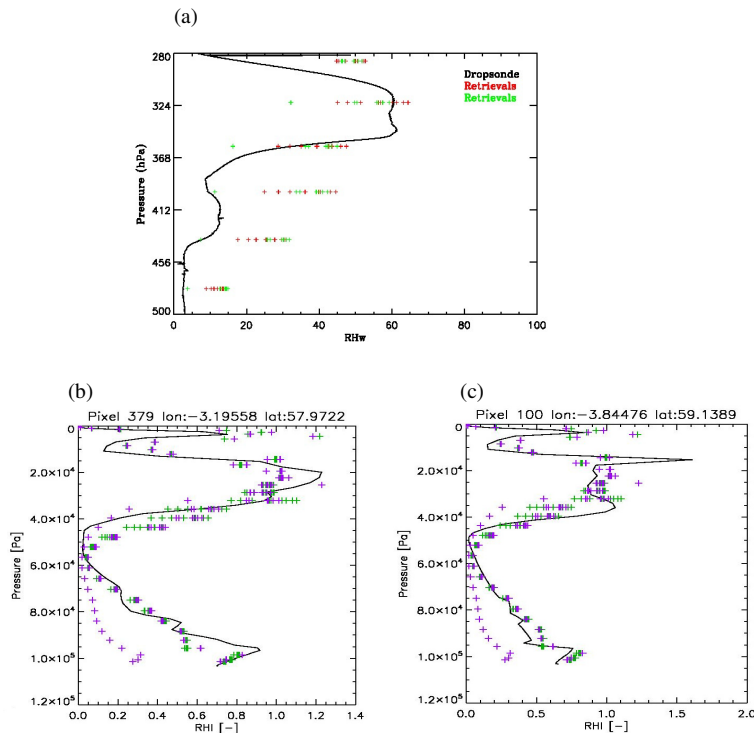 (a)
280
324
368
412
456
500
Pressure (hPa)
Dropsonde
Retrievals
Retrievals
0 20 40 60 80 100
RHw
(b)
Pixel 379 lon:−3.19558 lat:57.9722
0
2.0×10⁴
4.0×10⁴
6.0×10⁴
8.0×10⁴
1.0×10⁵
1.2×10⁵
Pressure [Pa]
0.0 0.2 0.4 0.6 0.8 1.0 1.2 1.4
RHI [−]
(c)
Pixel 100 lon:−3.84476 lat:59.1389
0
2.0×10⁴
4.0×10⁴
6.0×10⁴
8.0×10⁴
1.0×10⁵
1.2×10⁵
Pressure [Pa]
0.0 0.5 1.0 1.5 2.0
RHI [−]